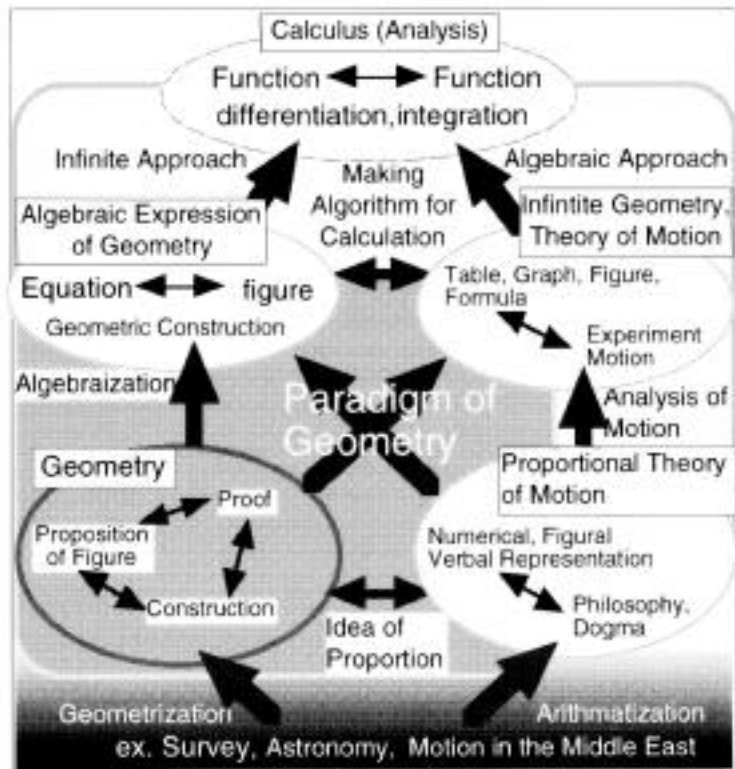 Calculus (Analysis)
Function Function
differentiation, integration
Infinite Approach
Algebraic Approach
Making
Algorithm for
Calculation
Algebraic Expression
of Geometry
Infintite Geometry,
Theory of Motion
Equation figure
Geometric Construction
Table, Graph, Figure,
Formula
Experiment
Motion
Algebraization
Paradigm of
Geometry
Analysis of
Motion
Geometry
Proof
Proposition
of Figure
Construction
Proportional Theory
of Motion
Numerical, Figural
Verbal Representation
Philosophy,
Dogma
Idea of
Proportion
Geometrization
Arithmatization
ex. Survey, Astronomy, Motion in the Middle East